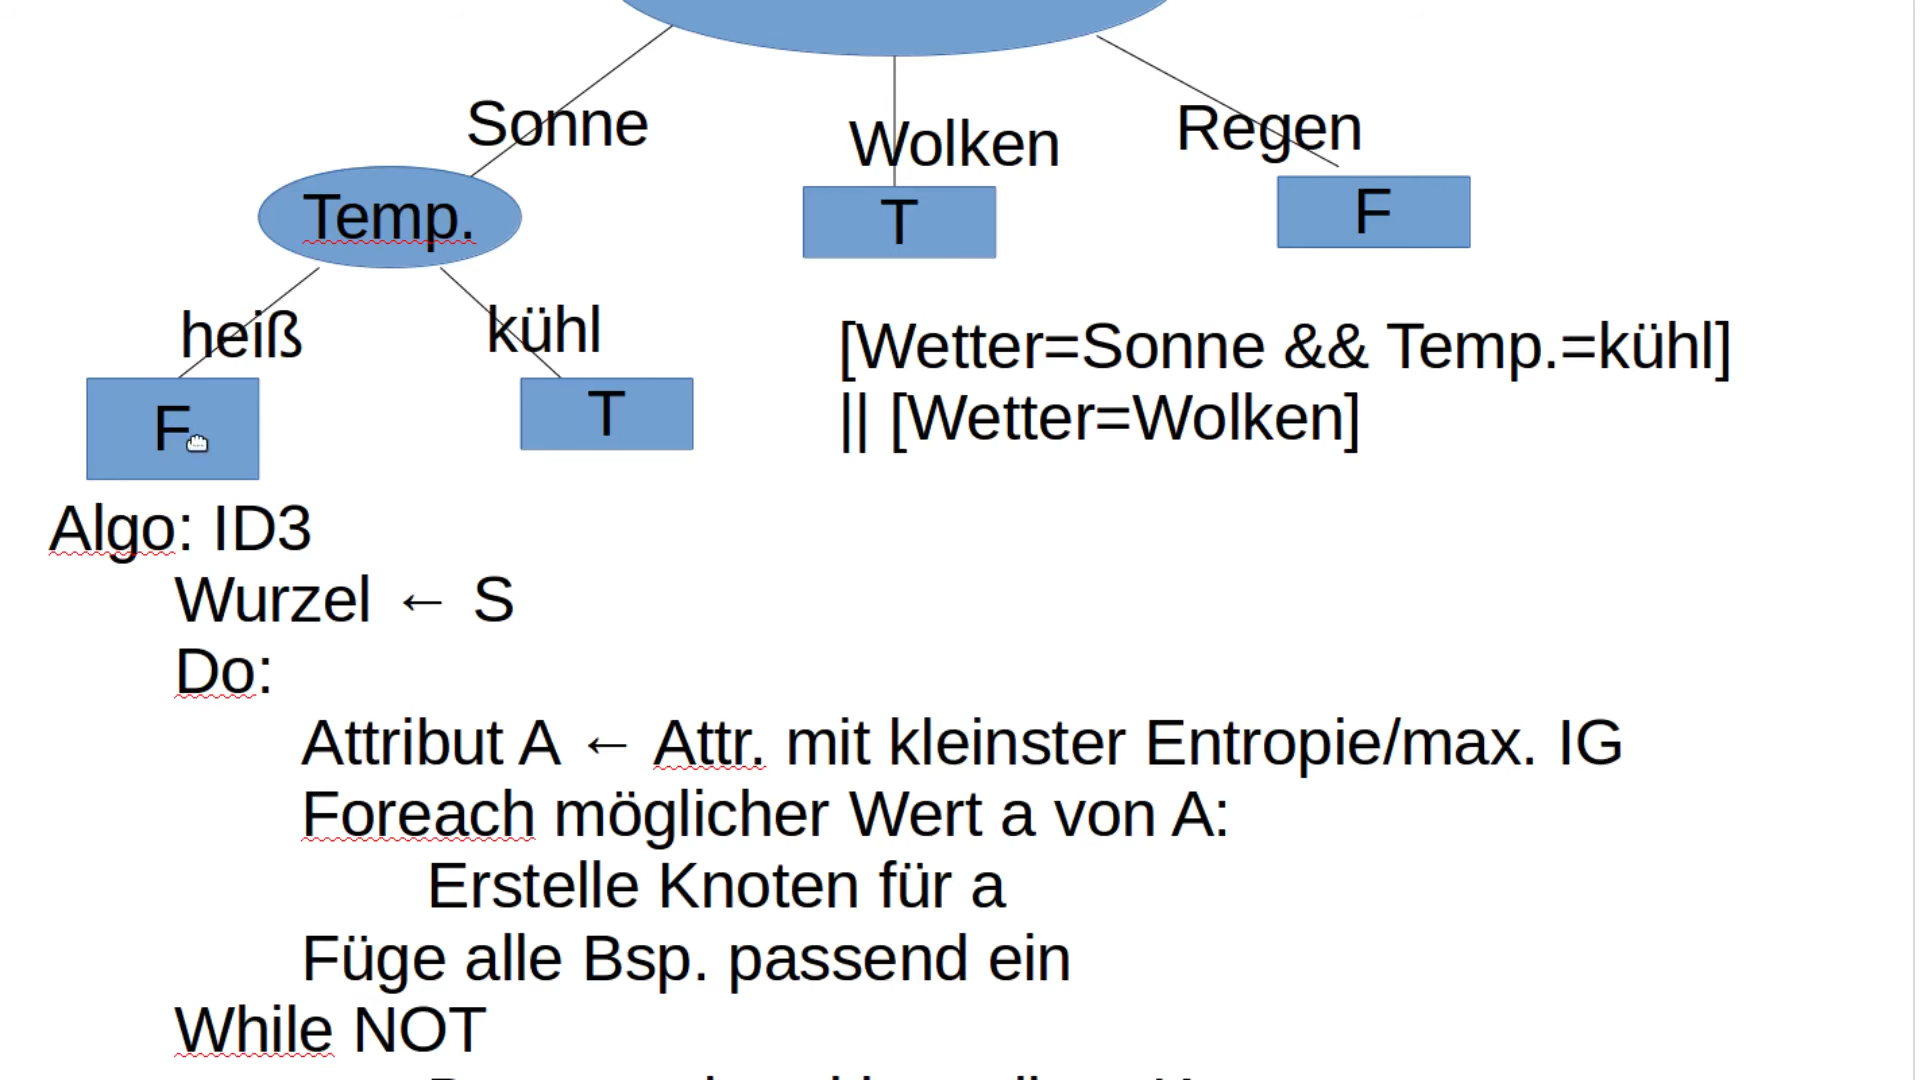 Sonne
Wolken
Regen
Temp.
T
F
heiß
kühl
[Wetter=Sonne && Temp.=kühl]
|| [Wetter=Wolken]
F
T
Algo: ID3
Wurzel ← S
Do:
Attribut A ← Attr. mit kleinster Entropie/max. IG
Foreach möglicher Wert a von A:
Erstelle Knoten für a
Füge alle Bsp. passend ein
While NOT